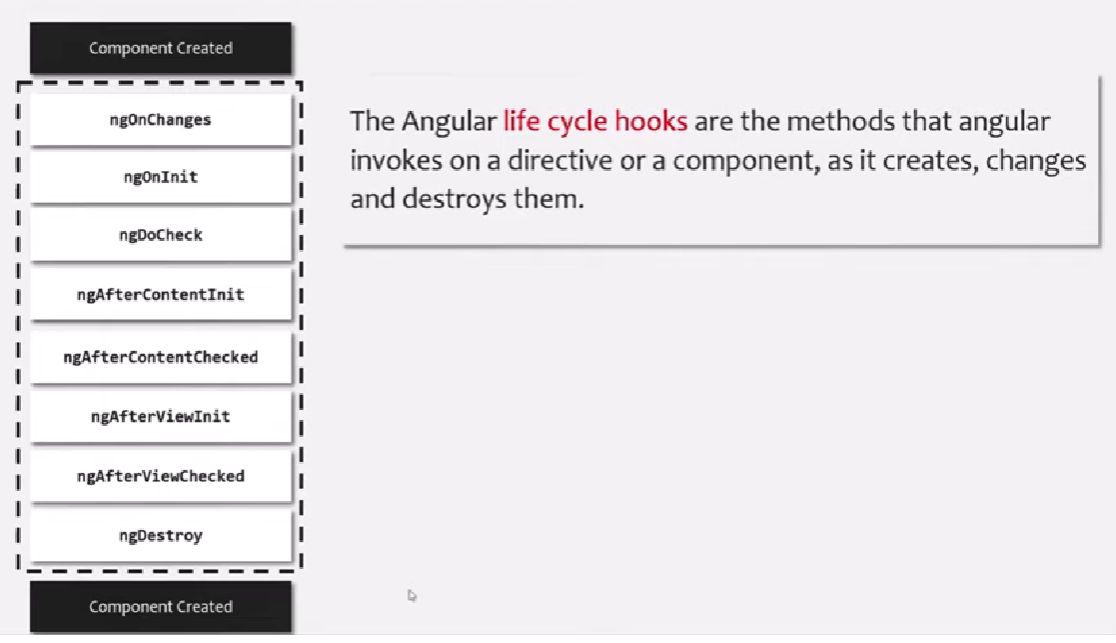 Component Created
ngOnChanges
ngOnInit
ngDoCheck
ngAfterContentInit
ngAfterContentChecked
ngAfterViewInit
ngAfterViewChecked
ngDestroy
Component Created
The Angular life cycle hooks are the methods that angular
invokes on a directive or a component, as it creates, changes
and destroys them.